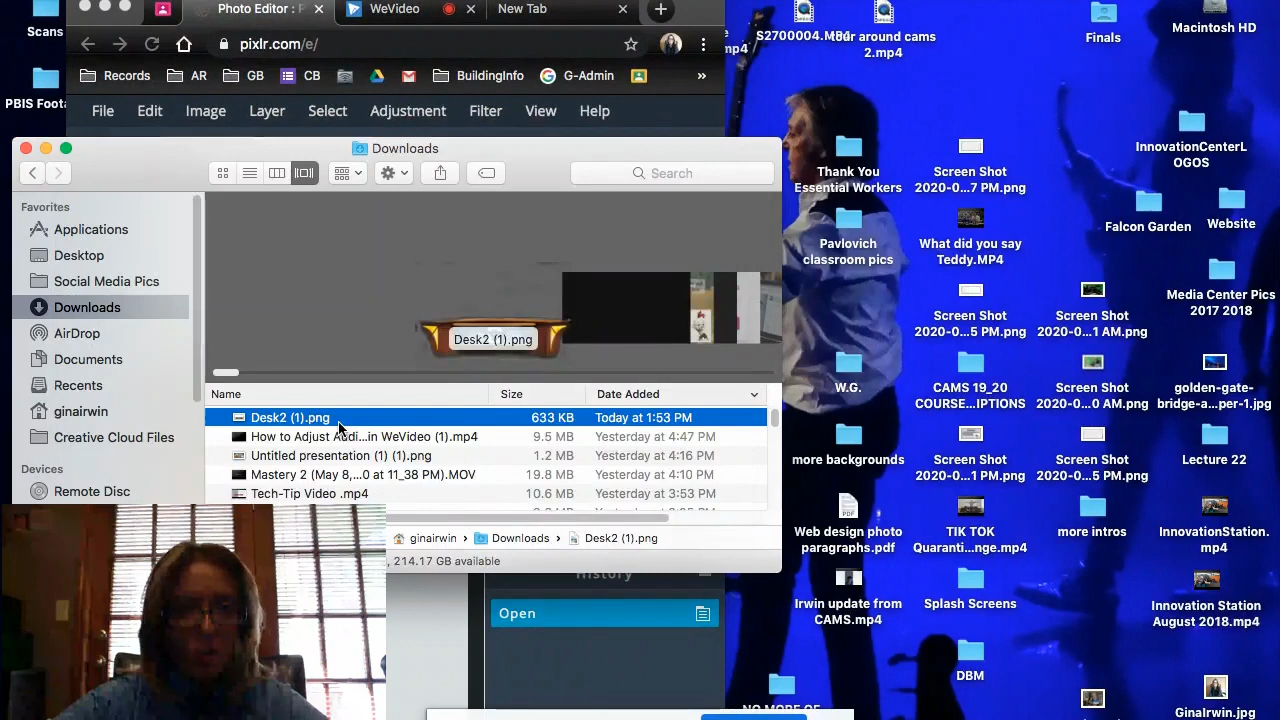 Scans
PBIS Foota
Photo Editor : P
WeVideo
New Tab
pixlr.com/e/
Records
AR
GB
CB
BuildingInfo
G-Admin
»
File Edit Image Layer Select Adjustment Filter View Help
Downloads
Search
Favorites
Applications
Desktop
Social Media Pics
Downloads
AirDrop
Documents
Recents
ginairwin
Creative Cloud Files
Devices
Remote Disc
Desk2 (1).png
Name Size Date Added
Desk2 (1).png 633 KB Today at 1:53 PM
How to Adjust Audi...in WeVideo (1).mp4 9.5 MB Yesterday at 4:47 PM
Untitled presentation (1) (1).png 1.2 MB Yesterday at 4:16 PM
Mastery 2 (May 8,...0 at 11_38 PM).MOV 19.8 MB Yesterday at 4:10 PM
Tech-Tip Video .mp4 10.6 MB Yesterday at 3:53 PM
ginairwin › Downloads › Desk2 (1).png
, 214.17 GB available
History
Open
mp4
S2700004.MP4
tour around cams
2.mp4
Finals
Macintosh HD
Thank You
Essential Workers
Screen Shot
2020-0...7 PM.png
InnovationCenterL
OGOS
Pavlovich
classroom pics
What did you say
Teddy.MP4
Falcon Garden
Website
Screen Shot
2020-0...5 PM.png
Screen Shot
2020-0...1 AM.png
Media Center Pics
2017 2018
W.G.
CAMS 19_20
COURSE...IPTIONS
Screen Shot
2020-0...0 AM.png
golden-gate-
bridge-a...per-1.jpg
more backgrounds
Screen Shot
2020-0...1 PM.png
Screen Shot
2020-0...5 PM.png
Lecture 22
PDF
Web design photo
paragraphs.pdf
TIK TOK
Quaranti...nge.mp4
more intros
InnovationStation.
mp4
Irwin update from
CAMS.mp4
Splash Screens
Innovation Station
August 2018.mp4
DBM
NO MORE OF
GinaIrwin.jpg